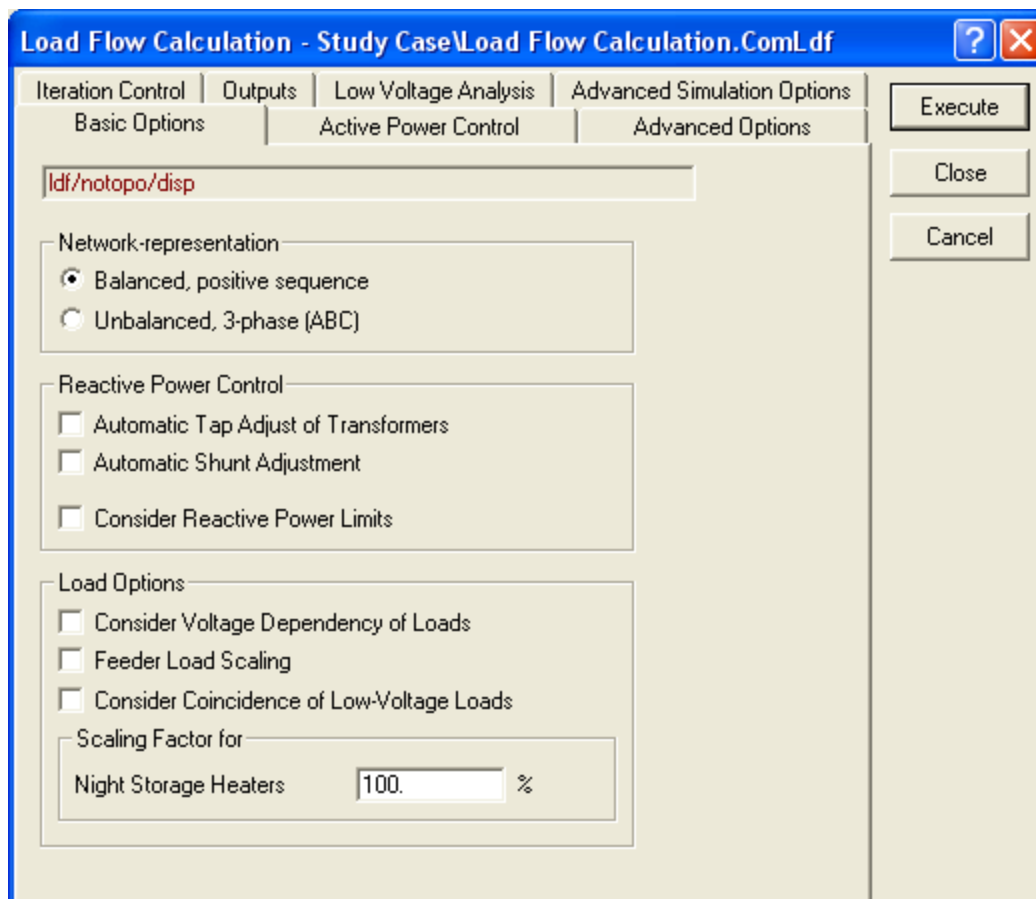 Load Flow Calculation - Study Case\Load Flow Calculation.ComLdf
Iteration Control Outputs Low Voltage Analysis Advanced Simulation Options
Basic Options Active Power Control Advanced Options
Execute
Close
Cancel
ldf/notopo/disp
Network-representation
Balanced, positive sequence
Unbalanced, 3-phase (ABC)
Reactive Power Control
Automatic Tap Adjust of Transformers
Automatic Shunt Adjustment
Consider Reactive Power Limits
Load Options
Consider Voltage Dependency of Loads
Feeder Load Scaling
Consider Coincidence of Low-Voltage Loads
Scaling Factor for
Night Storage Heaters 100. %